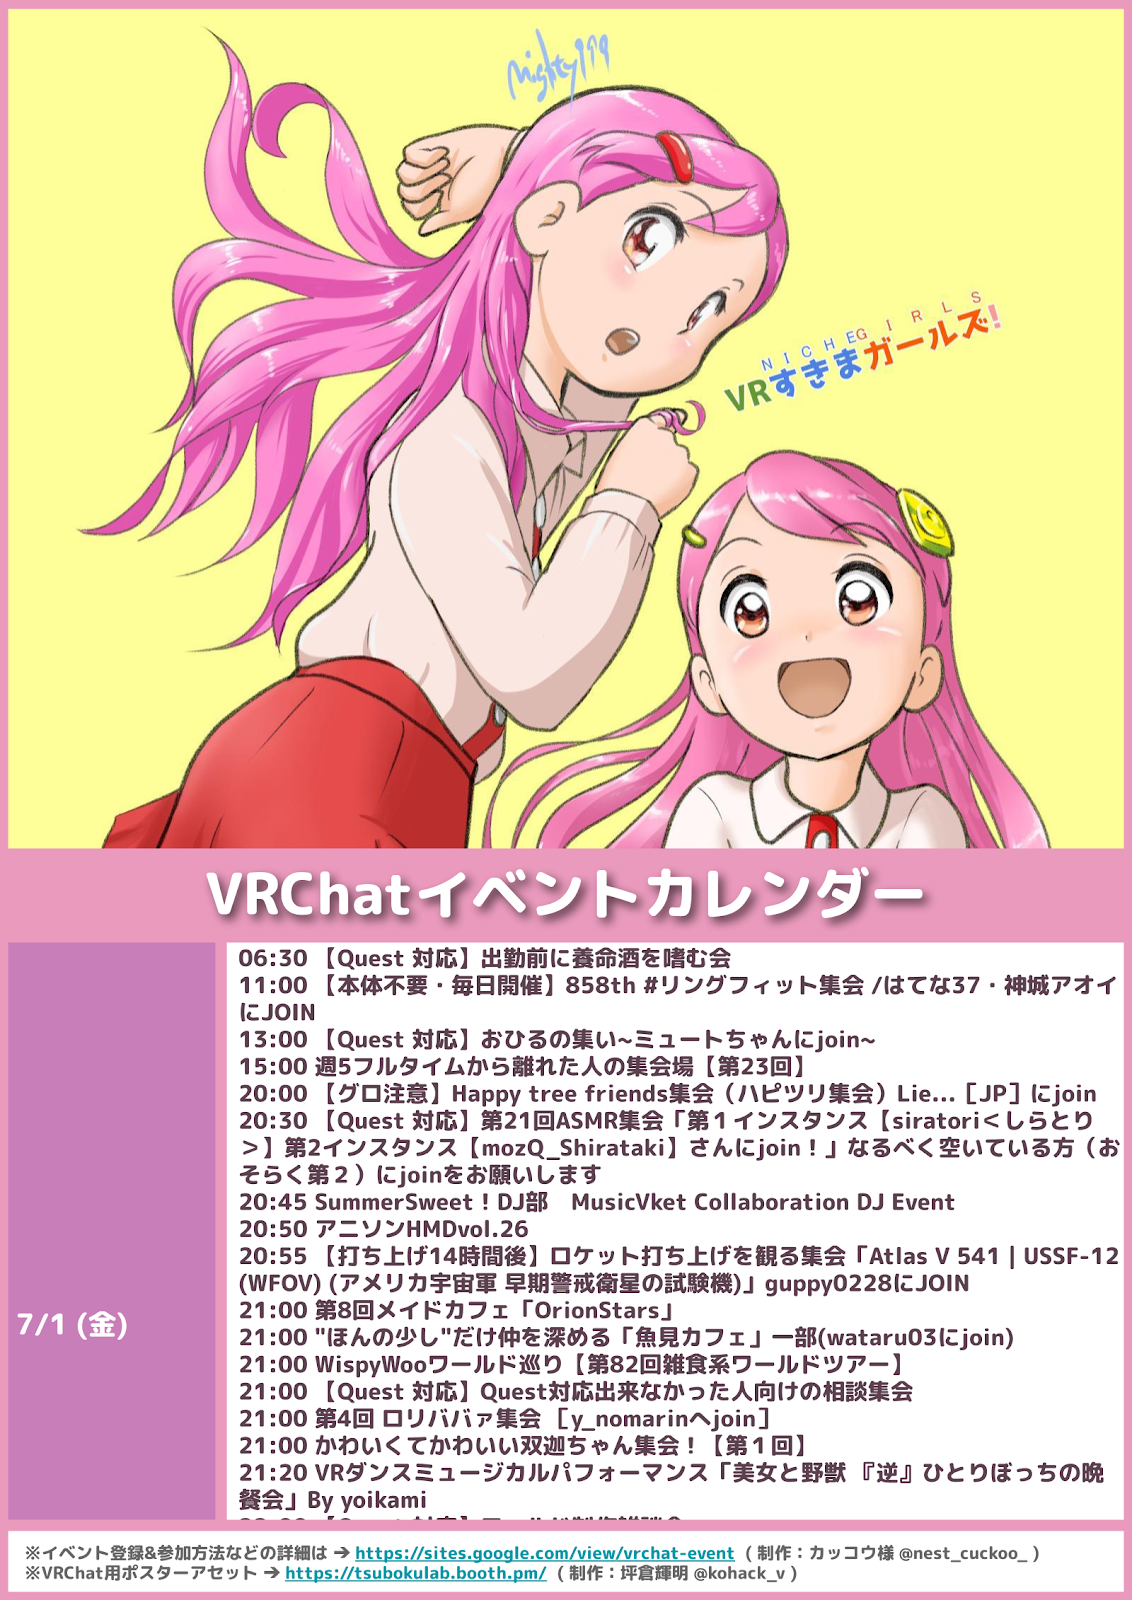 mighty199
NICHE GIRLS
VRすきまガールズ!
VRChatイベントカレンダー
7/1 (金)
06:30 【Quest 対応】出勤前に養命酒を嗜む会
11:00 【本体不要・毎日開催】858th #リングフィット集会 /はてな37・神城アオイ
にJOIN
13:00 【Quest 対応】おひるの集い~ミュートちゃんにjoin~
15:00 週5フルタイムから離れた人の集会場【第23回】
20:00 【グロ注意】Happy tree friends集会（ハピツリ集会）Lie...［JP］にjoin
20:30 【Quest 対応】第21回ASMR集会「第１インスタンス【siratori＜しらとり
＞】第2インスタンス【mozQ_Shirataki】さんにjoin！」なるべく空いている方（お
そらく第２）にjoinをお願いします
20:45 SummerSweet！DJ部　MusicVket Collaboration DJ Event
20:50 アニソンHMDvol.26
20:55 【打ち上げ14時間後】ロケット打ち上げを観る集会「Atlas V 541 | USSF-12
(WFOV) (アメリカ宇宙軍 早期警戒衛星の試験機)」guppy0228にJOIN
21:00 第8回メイドカフェ「OrionStars」
21:00 "ほんの少し"だけ仲を深める「魚見カフェ」一部(wataru03にjoin)
21:00 WispyWooワールド巡り【第82回雑食系ワールドツアー】
21:00 【Quest 対応】Quest対応出来なかった人向けの相談集会
21:00 第4回 ロリババァ集会 ［y_nomarinへjoin］
21:00 かわいくてかわいい双迦ちゃん集会！【第１回】
21:20 VRダンスミュージカルパフォーマンス「美女と野獣 『逆』ひとりぼっちの晩
餐会」By yoikami
※イベント登録&参加方法などの詳細は → https://sites.google.com/view/vrchat-event （制作：カッコウ様 @nest_cuckoo_ ）
※VRChat用ポスターアセット → https://tsubokulab.booth.pm/ （制作：坪倉輝明 @kohack_v ）